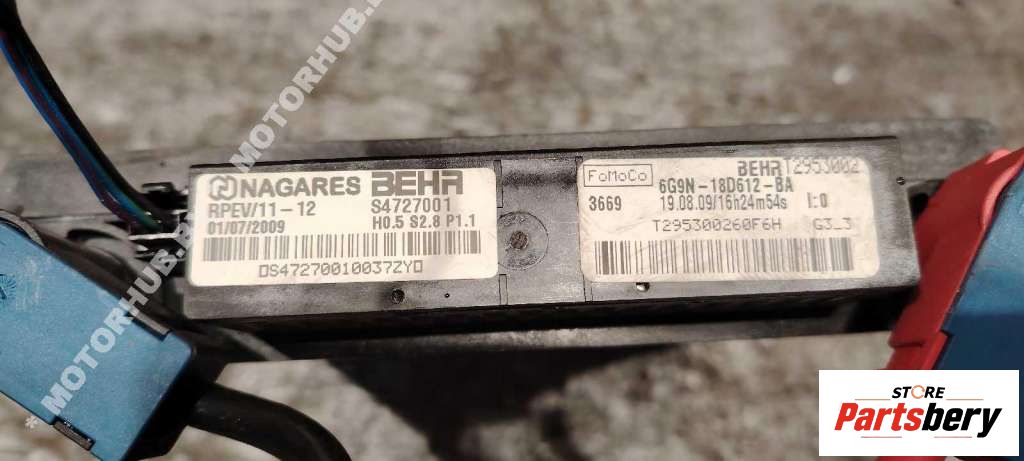 NAGARES BEHR
RPEV/11-12 S4727001
01/07/2009 H0.5 S2.8 P1.1
DS47270010037ZYD
FoMoCo BEHR T2953002
6G9N-18D612-BA
3669 19.08.09/16h24m54s I:0
T295300260F6H G3_3
* MOTORHUB.
MOTORHUB.
STORE
Partsbery